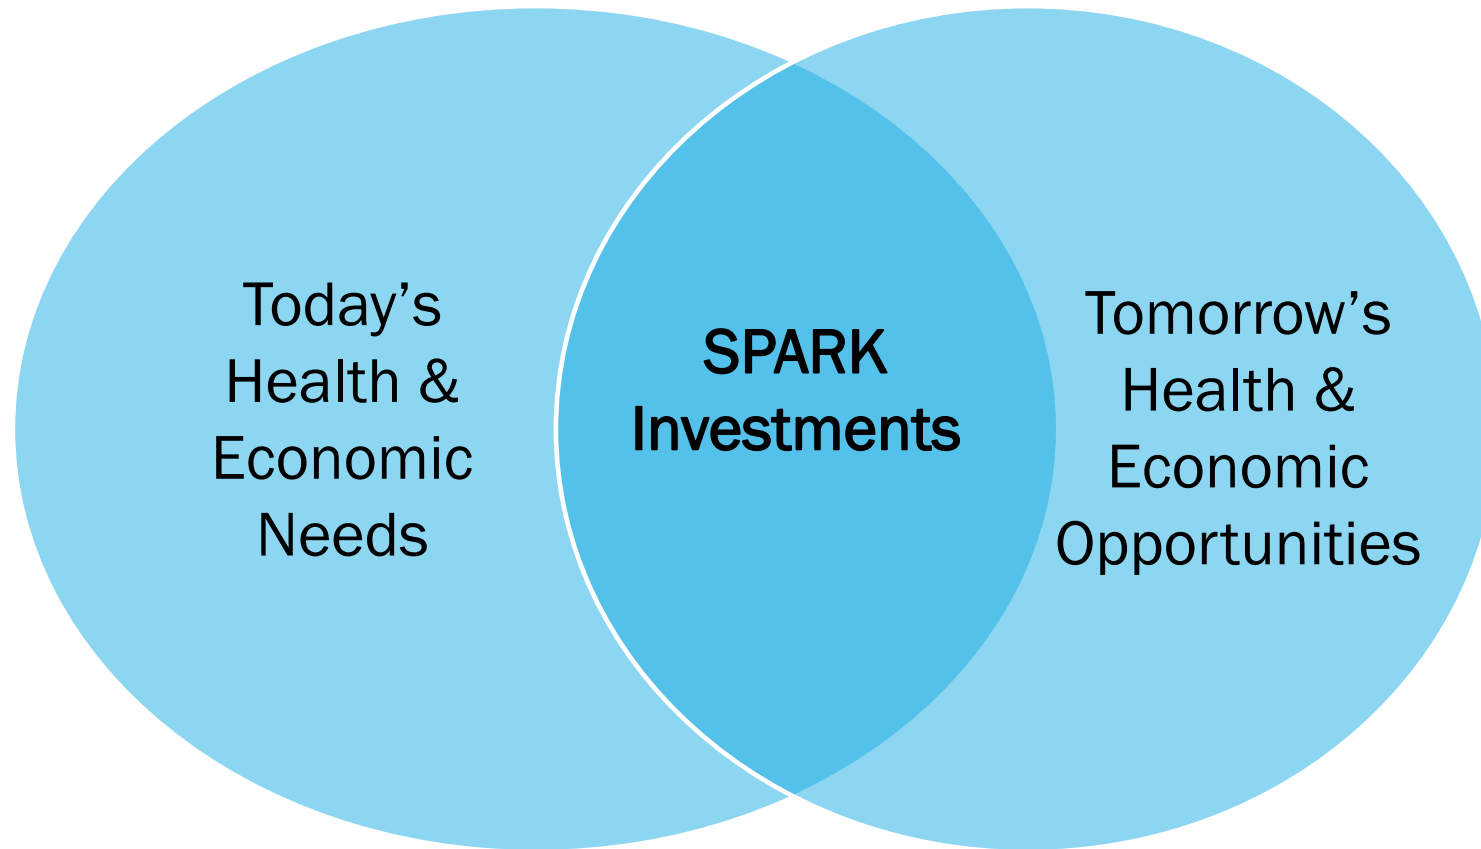 Today’s
Health &
Economic
Needs
SPARK
Investments
Tomorrow’s
Health &
Economic
Opportunities